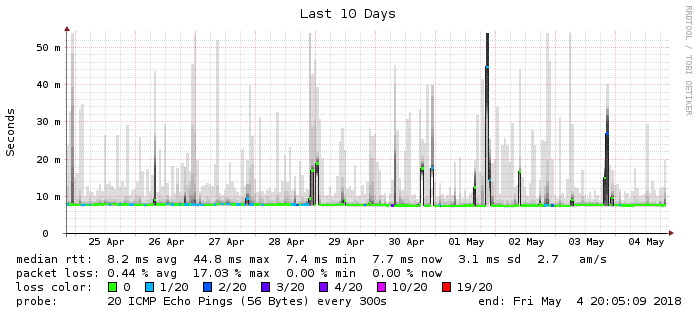 Last 10 Days
RRDTOOL / TOBI OETIKER
Seconds
50 m
40 m
30 m
20 m
10 m
0
25 Apr 26 Apr 27 Apr 28 Apr 29 Apr 30 Apr 01 May 02 May 03 May 04 May
median rtt: 8.2 ms avg 44.8 ms max 7.4 ms min 7.7 ms now 3.1 ms sd 2.7 am/s
packet loss: 0.44 % avg 17.03 % max 0.00 % min 0.00 % now
loss color: 0 1/20 2/20 3/20 4/20 10/20 19/20
probe: 20 ICMP Echo Pings (56 Bytes) every 300s end: Fri May 4 20:05:09 2018